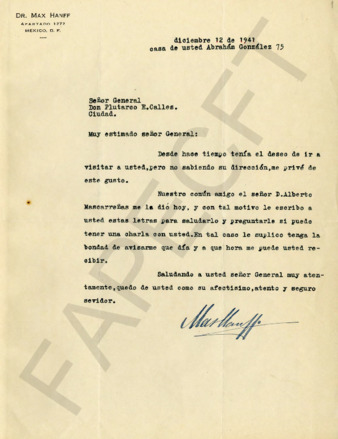 DR. MAX HANFF
APARTADO 1377
MEXICO, D. F.
diciembre 12 de 1941
casa de usted Abrahám González 75
Señor General
Don Plutarco E.Calles.
Ciudad.
Muy estimado señor General:
Desde hace tiempo tenía el deseo de ir a
visitar a usted,pero no sabiendo su dirección,me privé de
este gusto.
Nuestro común amigo el señor D.Alberto
Mascarreñas me la dió hoy, y con tal motivo le escribo a
usted estas letras para saludarlo y preguntarle si puedo
tener una charla con usted.En tal caso le suplico tenga la
bondad de avisarme que día y a que hora me puede usted re-
cibir.
Saludando a usted señor General muy aten-
tamente,quedo de usted como su afectísimo,atento y seguro
sevidor.
Max Hanff
FAPECFT